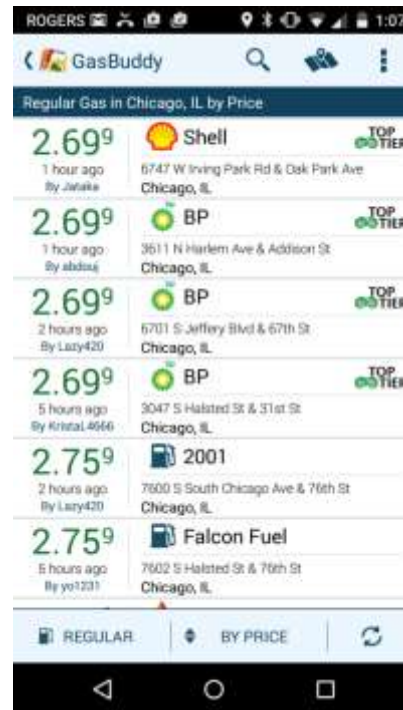 ROGERS 1:07
GasBuddy
Regular Gas in Chicago, IL by Price
2.69⁹ Shell TOP TIER
1 hour ago 6747 W Irving Park Rd & Oak Park Ave
By Chicago, IL
2.69⁹ BP TOP TIER
1 hour ago 3611 N Harlem Ave & Addison St
By abdouj Chicago, IL
2.69⁹ BP TOP TIER
2 hours ago 6701 S Jeffery Blvd & 67th St
By Lazy420 Chicago, IL
2.69⁹ BP TOP TIER
5 hours ago 3047 S Halsted St & 31st St
By KristaL4666 Chicago, IL
2.75⁹ 2001
2 hours ago 7600 S South Chicago Ave & 76th St
By Lazy420 Chicago, IL
2.75⁹ Falcon Fuel
5 hours ago 7602 S Halsted St & 76th St
By yo1231 Chicago, IL
REGULAR BY PRICE